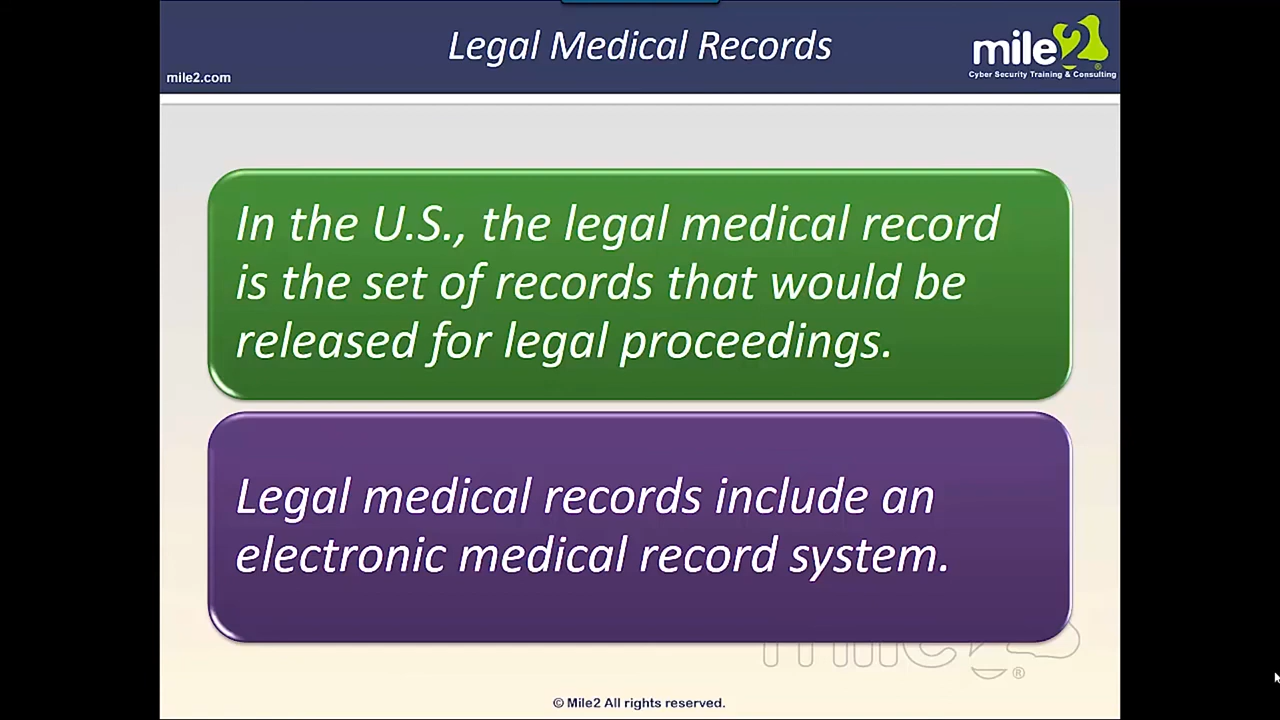 Legal Medical Records
mile2.com
mile2
Cyber Security Training & Consulting
In the U.S., the legal medical record
is the set of records that would be
released for legal proceedings.
Legal medical records include an
electronic medical record system.
mile2®
© Mile2 All rights reserved.